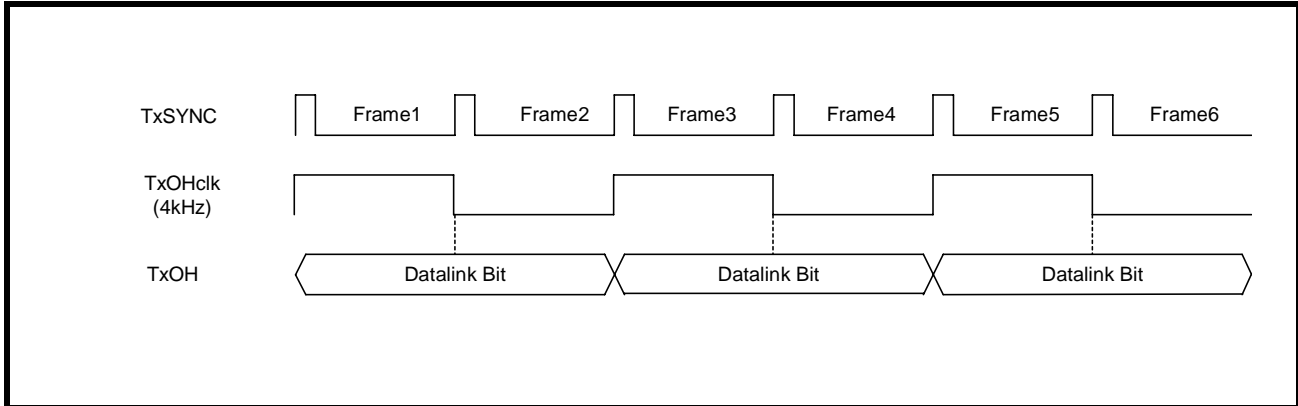 TxSYNC
Frame1
Frame2
Frame3
Frame4
Frame5
Frame6
TxOHclk
(4kHz)
TxOH
Datalink Bit
Datalink Bit
Datalink Bit